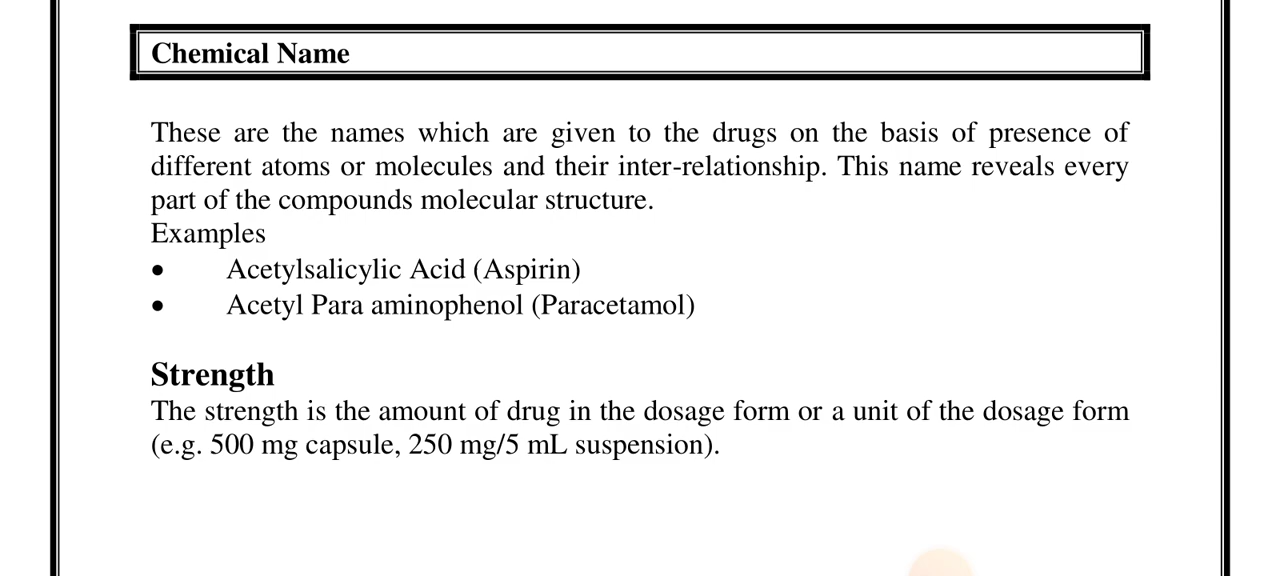 Chemical Name
These are the names which are given to the drugs on the basis of presence of
different atoms or molecules and their inter-relationship. This name reveals every
part of the compounds molecular structure.
Examples
• Acetylsalicylic Acid (Aspirin)
• Acetyl Para aminophenol (Paracetamol)
Strength
The strength is the amount of drug in the dosage form or a unit of the dosage form
(e.g. 500 mg capsule, 250 mg/5 mL suspension).